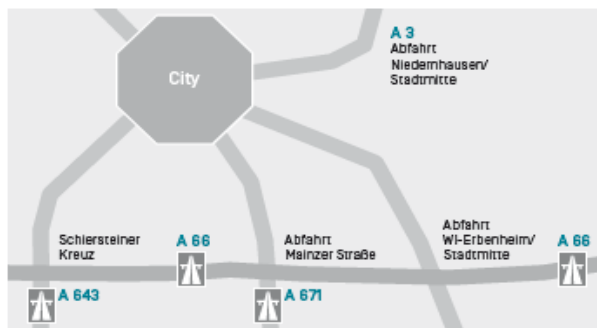 A 3
Abfahrt
Niedernhausen/
Stadtmitte
City
Schiersteiner
Kreuz
A 66
Abfahrt
Mainzer Straße
Abfahrt
WI-Erbenheim/
Stadtmitte
A 66
A 643
A 671